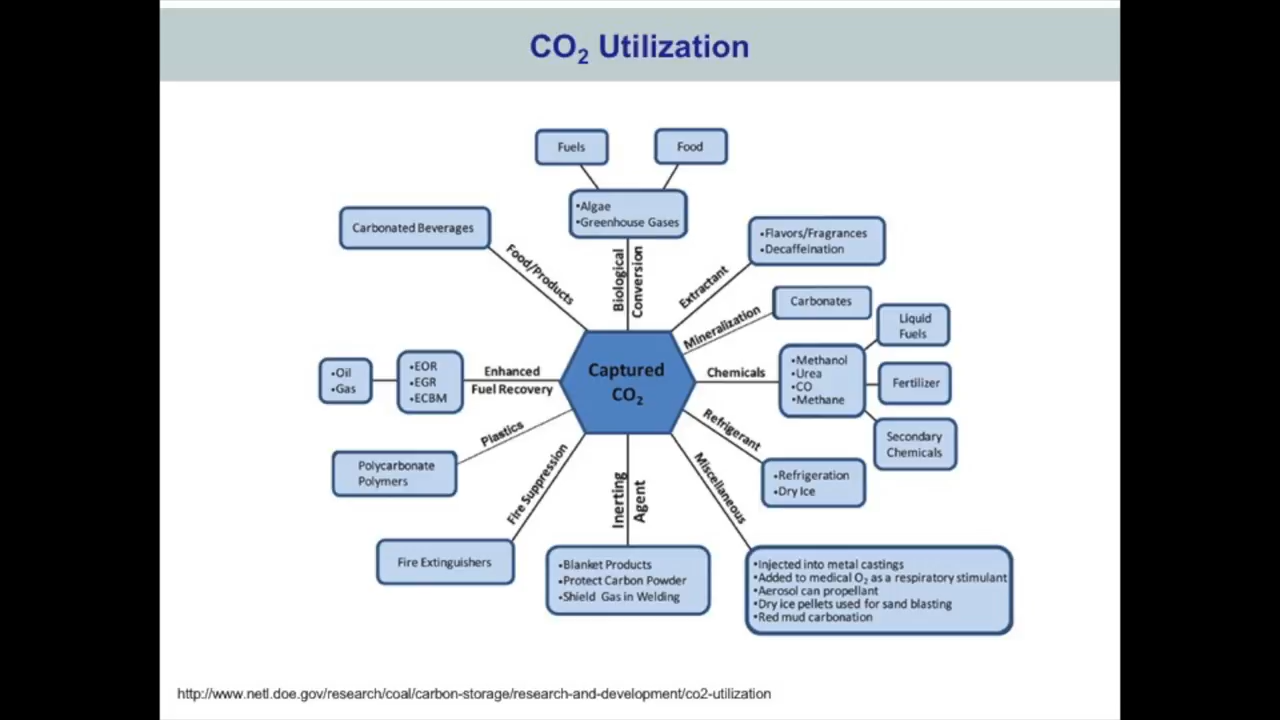 CO₂ Utilization
Fuels
Food
•Algae
•Greenhouse Gases
Carbonated Beverages
•Flavors/Fragrances
•Decaffeination
Food/Products
Biological
Conversion
Extractant
Mineralization
Carbonates
Liquid
Fuels
Captured
CO₂
Chemicals
•Methanol
•Urea
•CO
•Methane
Fertilizer
Secondary
Chemicals
Enhanced
Fuel Recovery
•EOR
•EGR
•ECBM
•Oil
•Gas
Plastics
Polycarbonate
Polymers
Refrigerant
•Refrigeration
•Dry Ice
Fire Suppression
Fire Extinguishers
Inerting
Agent
•Blanket Products
•Protect Carbon Powder
•Shield Gas in Welding
Miscellaneous
•Injected into metal castings
•Added to medical O₂ as a respiratory stimulant
•Aerosol can propellant
•Dry ice pellets used for sand blasting
•Red mud carbonation
http://www.netl.doe.gov/research/coal/carbon-storage/research-and-development/co2-utilization